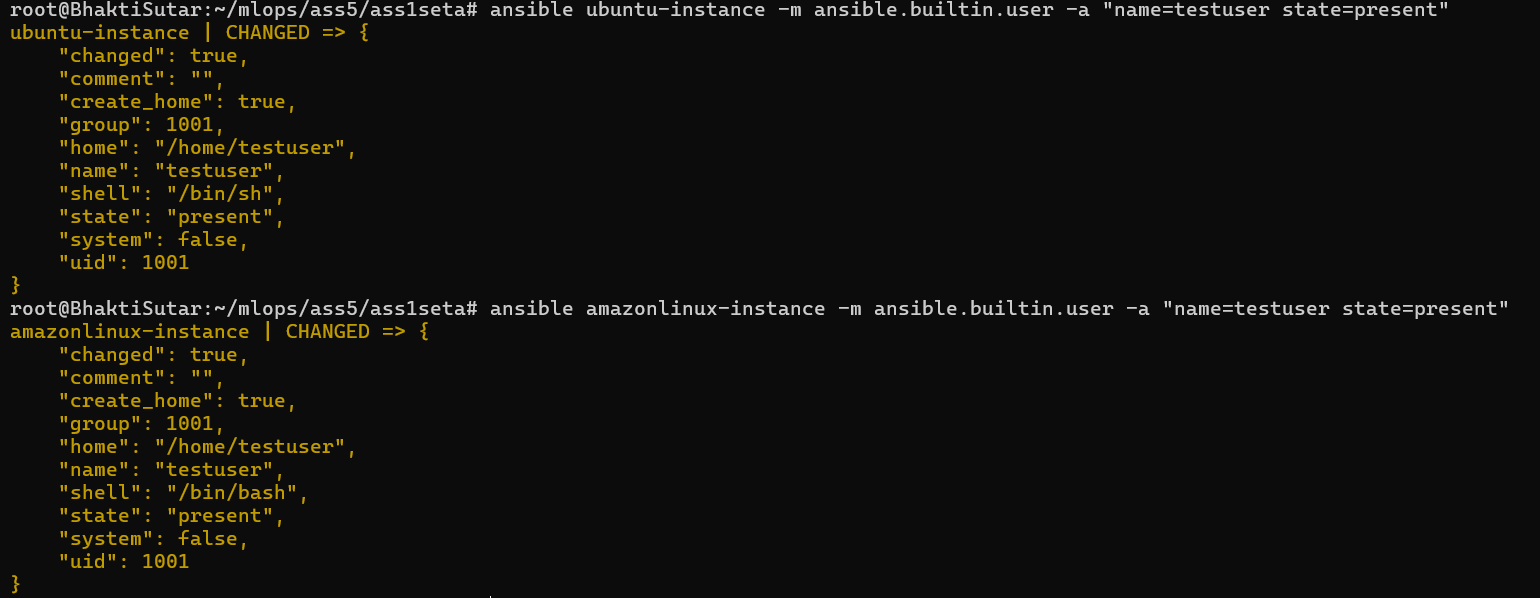 root@BhaktiSutar:~/mlops/ass5/ass1seta# ansible ubuntu-instance -m ansible.builtin.user -a "name=testuser state=present"
ubuntu-instance | CHANGED => {
    "changed": true,
    "comment": "",
    "create_home": true,
    "group": 1001,
    "home": "/home/testuser",
    "name": "testuser",
    "shell": "/bin/sh",
    "state": "present",
    "system": false,
    "uid": 1001
}
root@BhaktiSutar:~/mlops/ass5/ass1seta# ansible amazonlinux-instance -m ansible.builtin.user -a "name=testuser state=present"
amazonlinux-instance | CHANGED => {
    "changed": true,
    "comment": "",
    "create_home": true,
    "group": 1001,
    "home": "/home/testuser",
    "name": "testuser",
    "shell": "/bin/bash",
    "state": "present",
    "system": false,
    "uid": 1001
}